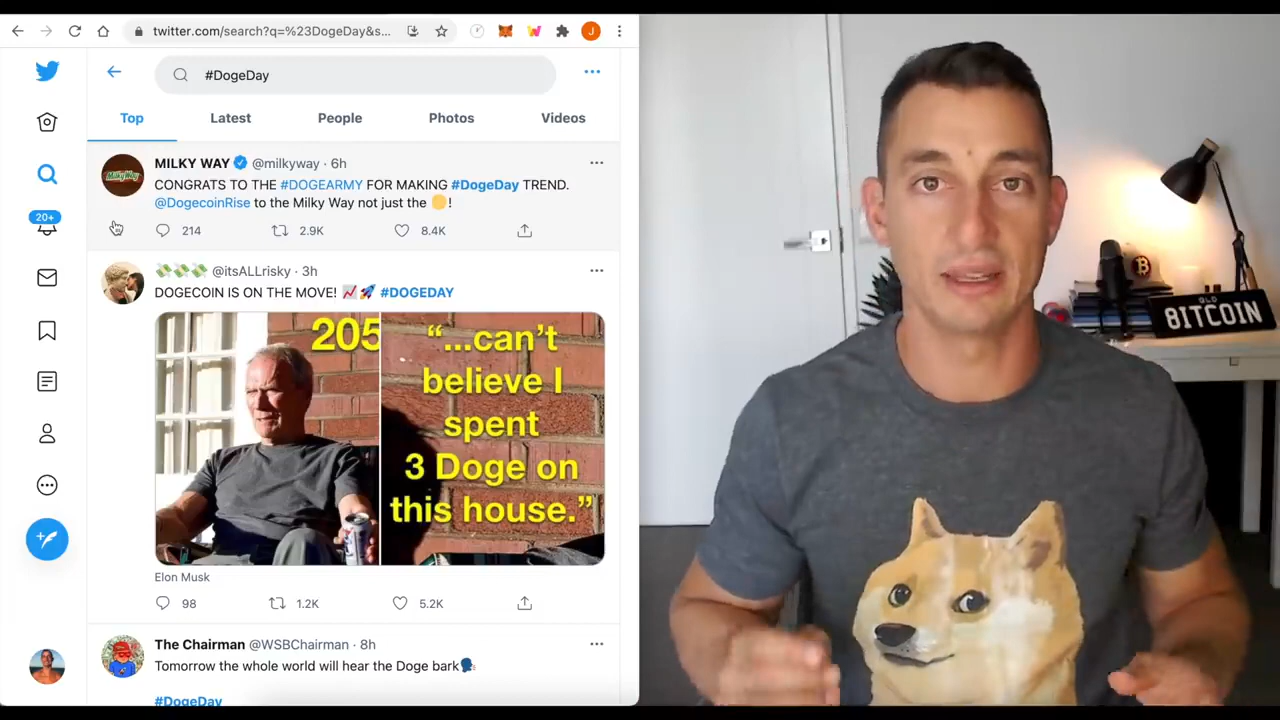 twitter.com/search?q=%23DogeDay&s...
J
#DogeDay
Top
Latest
People
Photos
Videos
MILKY WAY @milkyway · 6h
CONGRATS TO THE #DOGEARMY FOR MAKING #DogeDay TREND.
@DogecoinRise to the Milky Way not just the 🌕!
214
2.9K
8.4K
20+
💸💸💸 @itsALLrisky · 3h
DOGECOIN IS ON THE MOVE! 📈🚀 #DOGEDAY
205
“...can’t
believe I
spent
3 Doge on
this house.”
Elon Musk
98
1.2K
5.2K
The Chairman @WSBChairman · 8h
Tomorrow the whole world will hear the Doge bark🗣
#DogeDay
QLD
BITCOIN